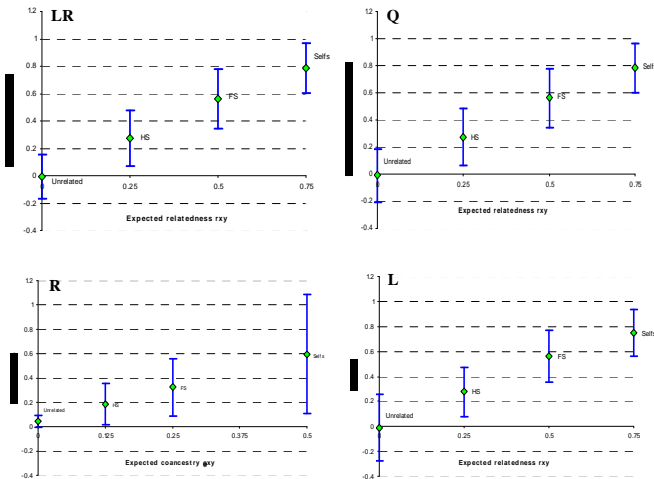 LR
1.2
1
0.8
0.6
0.4
0.2
0
-0.2
-0.4
Selfs
FS
HS
Unrelated
0 0.25 0.5 0.75
Expected relatedness rxy
Q
1.2
1
0.8
0.6
0.4
0.2
0
-0.2
-0.4
Selfs
FS
HS
Unrelated
0 0.25 0.5 0.75
Expected relatedness rxy
R
1.2
1
0.8
0.6
0.4
0.2
0
-0.2
-0.4
Selfs
FS
HS
Unrelated
0 0.125 0.25 0.375 0.5
Expected coancestry xy
L
1.2
1
0.8
0.6
0.4
0.2
0
-0.2
-0.4
Selfs
FS
HS
Unrelated
0 0.25 0.5 0.75
Expected relatedness rxy